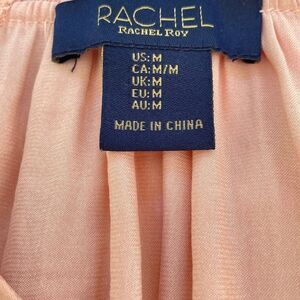 RACHEL
RACHEL ROY
US:M
CA:M/M
UK:M
EU:M
AU:M
MADE IN CHINA